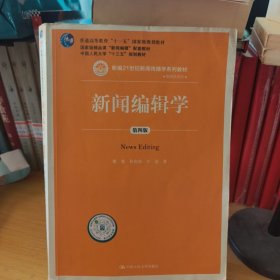 普通高等教育“十一五”国家级规划教材
国家级精品课“新闻编辑”配套教材
中国人民大学“十三五”规划教材
新编21世纪新闻传播学系列教材
新闻编辑学
第四版
News Editing
中国人民大学出版社